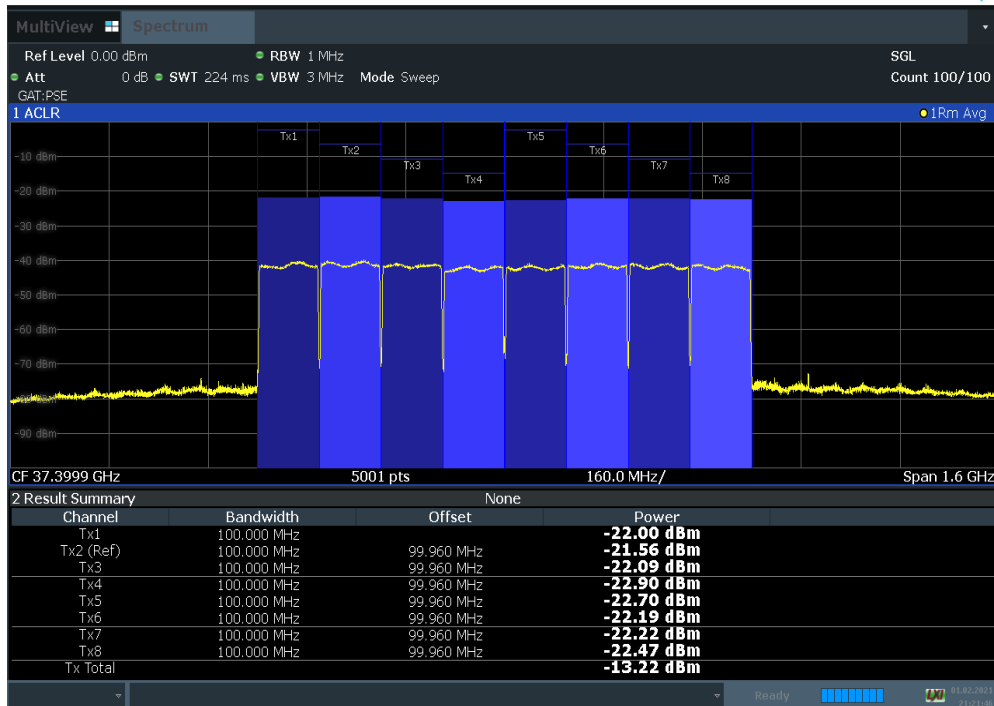 MultiView Spectrum
Ref Level 0.00 dBm RBW 1 MHz SGL
Att 0 dB SWT 224 ms VBW 3 MHz Mode Sweep Count 100/100
GAT:PSE
1 ACLR 1Rm Avg
Tx1 Tx5
Tx2 Tx6
-10 dBm
Tx3 Tx7
Tx4 Tx8
-20 dBm
-30 dBm
-40 dBm
-50 dBm
-60 dBm
-70 dBm
-90 dBm
CF 37.3999 GHz 5001 pts 160.0 MHz/ Span 1.6 GHz
2 Result Summary None
Channel Bandwidth Offset Power
Tx1 100.000 MHz -22.00 dBm
Tx2 (Ref) 100.000 MHz 99.960 MHz -21.56 dBm
Tx3 100.000 MHz 99.960 MHz -22.09 dBm
Tx4 100.000 MHz 99.960 MHz -22.90 dBm
Tx5 100.000 MHz 99.960 MHz -22.70 dBm
Tx6 100.000 MHz 99.960 MHz -22.19 dBm
Tx7 100.000 MHz 99.960 MHz -22.22 dBm
Tx8 100.000 MHz 99.960 MHz -22.47 dBm
Tx Total -13.22 dBm
Ready LXI 01.02.2021
21:21:46